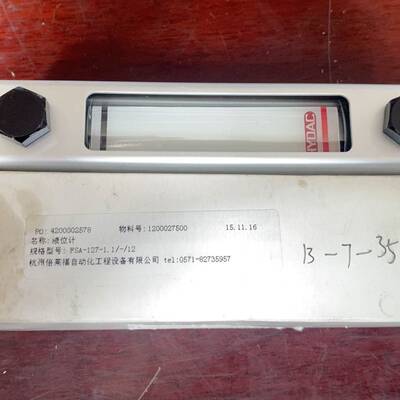 HYDAC
PO: 4200002578 物料号:1200027500 15.11.16
名称: 液位计
规格型号: FSA-127-1.1/-/12
杭州倍莱福自动化工程设备有限公司 tel:0571-82735957
13-7-35